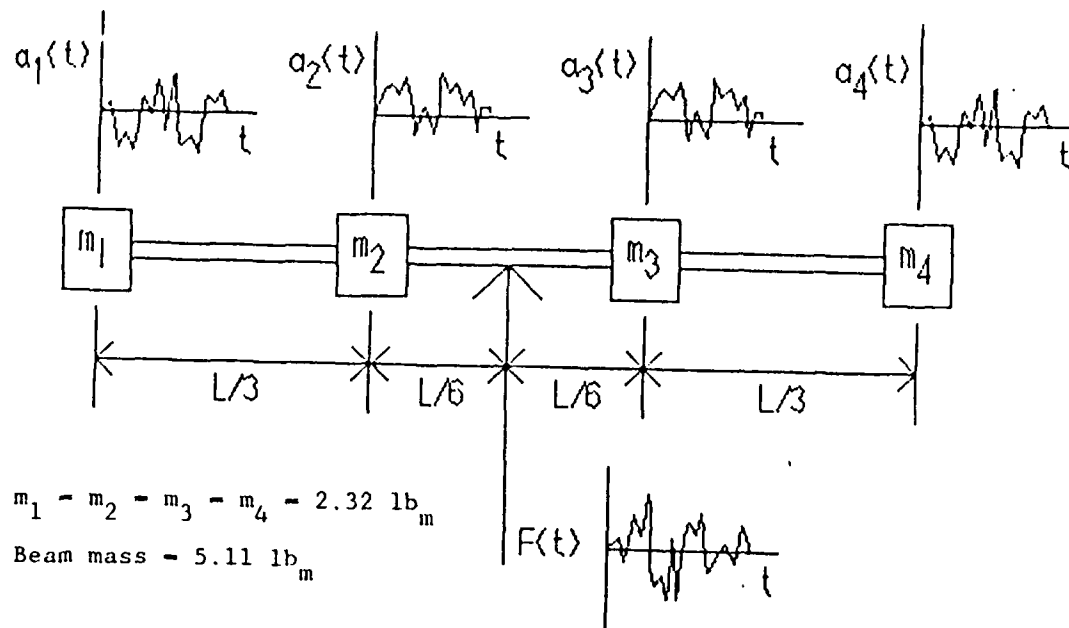 a₁(t) a₂(t) a₃(t) a₄(t)
t t t t
m₁ m₂ m₃ m₄
L/3 L/6 L/6 L/3
m₁ = m₂ = m₃ = m₄ = 2.32 lbₘ
Beam mass = 5.11 lbₘ
F(t)
t